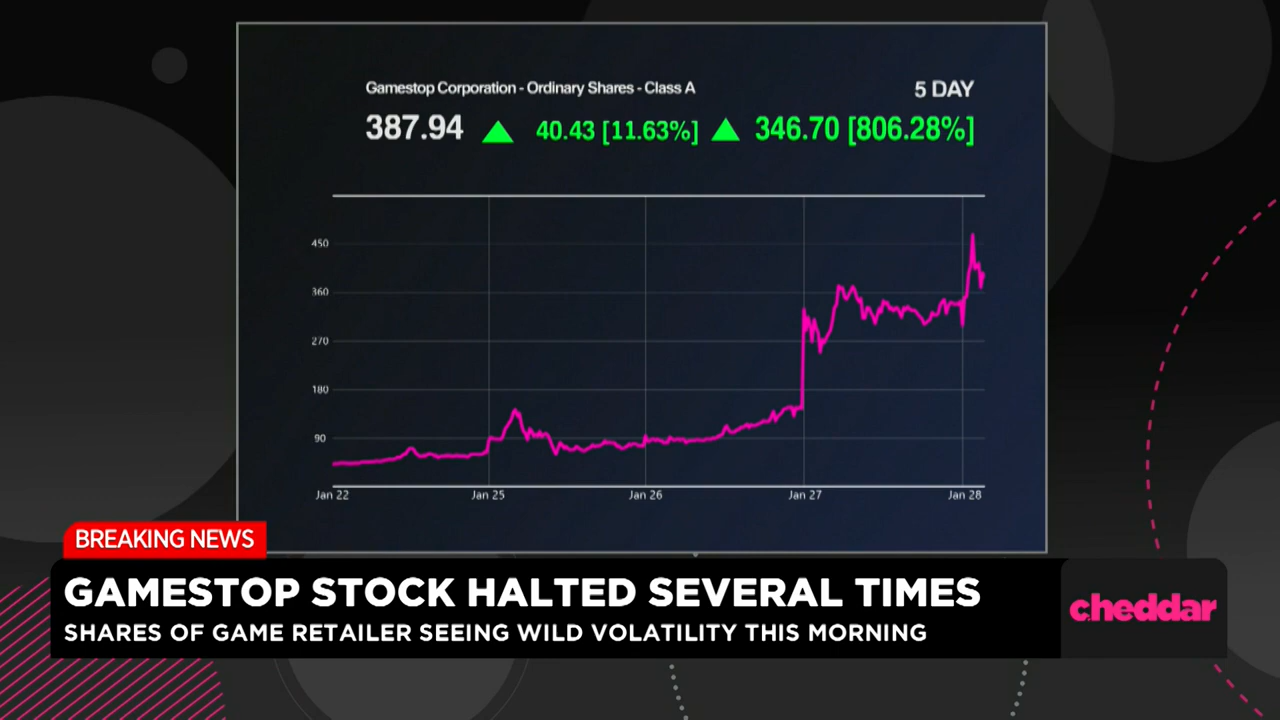 Gamestop Corporation - Ordinary Shares - Class A
5 DAY
387.94 ▲ 40.43 [11.63%] ▲ 346.70 [806.28%]
450
360
270
180
90
Jan 22 Jan 25 Jan 26 Jan 27 Jan 28
BREAKING NEWS
GAMESTOP STOCK HALTED SEVERAL TIMES
SHARES OF GAME RETAILER SEEING WILD VOLATILITY THIS MORNING
cheddar